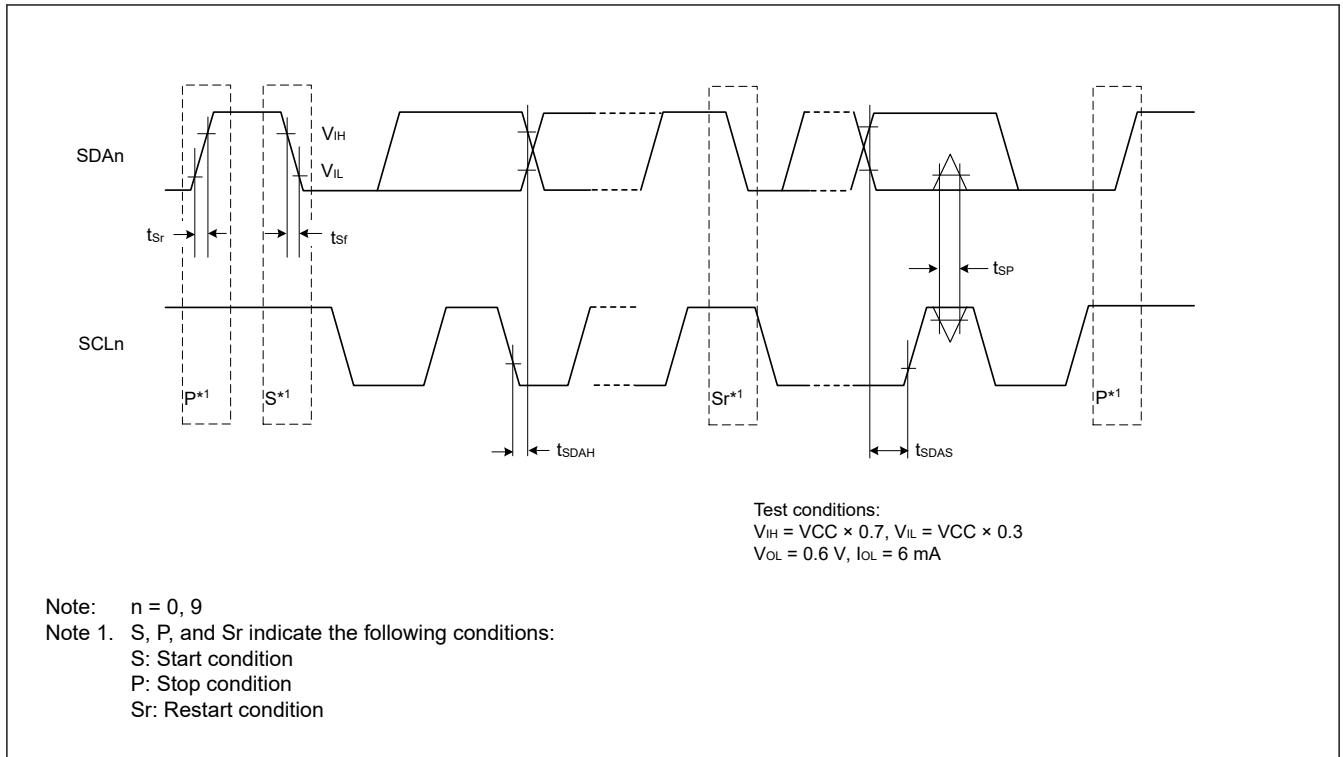 VIH
SDAn
VIL
tSr
tSf
tSP
SCLn
P*1
S*1
Sr*1
P*1
tSDAH
tSDAS
Test conditions:
VIH = VCC × 0.7, VIL = VCC × 0.3
VOL = 0.6 V, IOL = 6 mA
Note: n = 0, 9
Note 1. S, P, and Sr indicate the following conditions:
S: Start condition
P: Stop condition
Sr: Restart condition